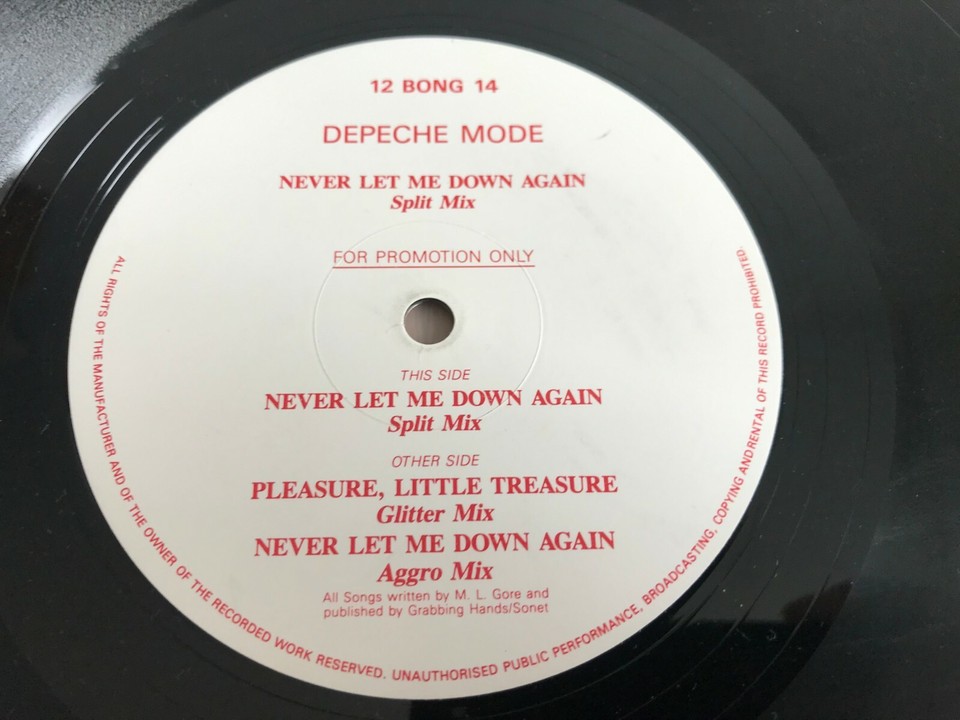 12 BONG 14
DEPECHE MODE
NEVER LET ME DOWN AGAIN
Split Mix
FOR PROMOTION ONLY
THIS SIDE
NEVER LET ME DOWN AGAIN
Split Mix
OTHER SIDE
PLEASURE, LITTLE TREASURE
Glitter Mix
NEVER LET ME DOWN AGAIN
Aggro Mix
All Songs written by M. L. Gore and
published by Grabbing Hands/Sonet
ALL RIGHTS OF THE MANUFACTURER AND OF THE OWNER OF THE RECORDED WORK RESERVED. UNAUTHORISED PUBLIC PERFORMANCE, BROADCASTING, COPYING ANDRENTAL OF THIS RECORD PROHIBITED.